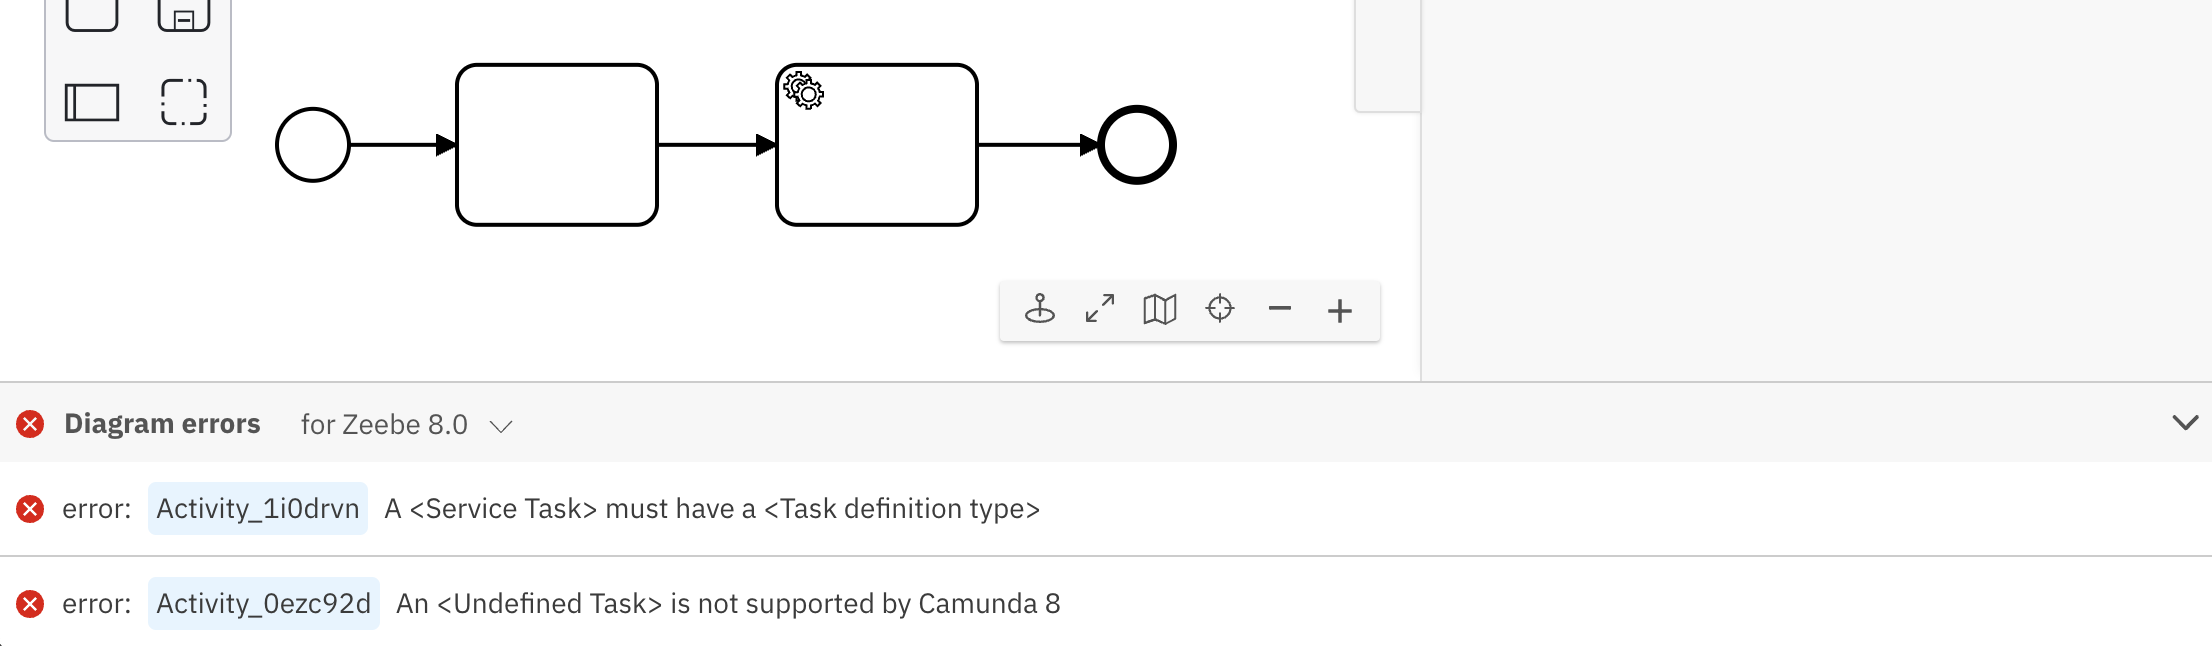 Diagram errors for Zeebe 8.0
error: Activity_1i0drvn A <Service Task> must have a <Task definition type>
error: Activity_0ezc92d An <Undefined Task> is not supported by Camunda 8